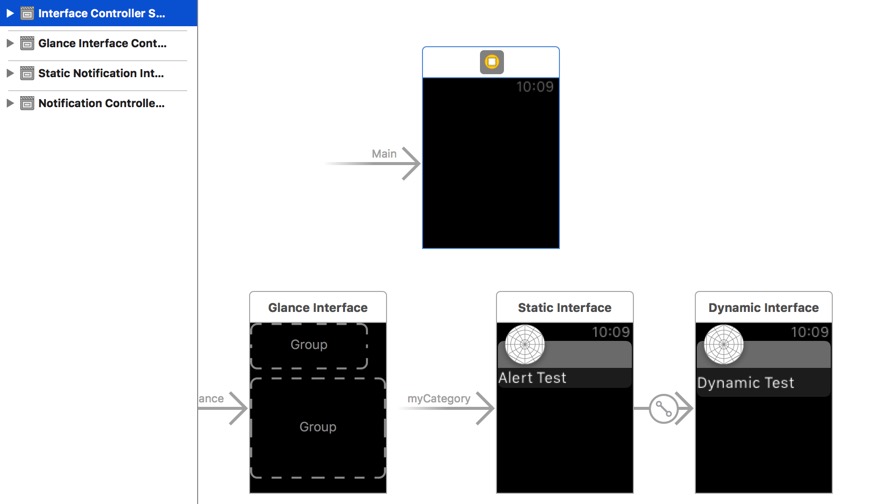 Interface Controller S...
Glance Interface Cont...
Static Notification Int...
Notification Controlle...
10:09
Main
Glance Interface
Static Interface
Dynamic Interface
10:09
10:09
Group
Alert Test
Dynamic Test
ance
myCategory
Group